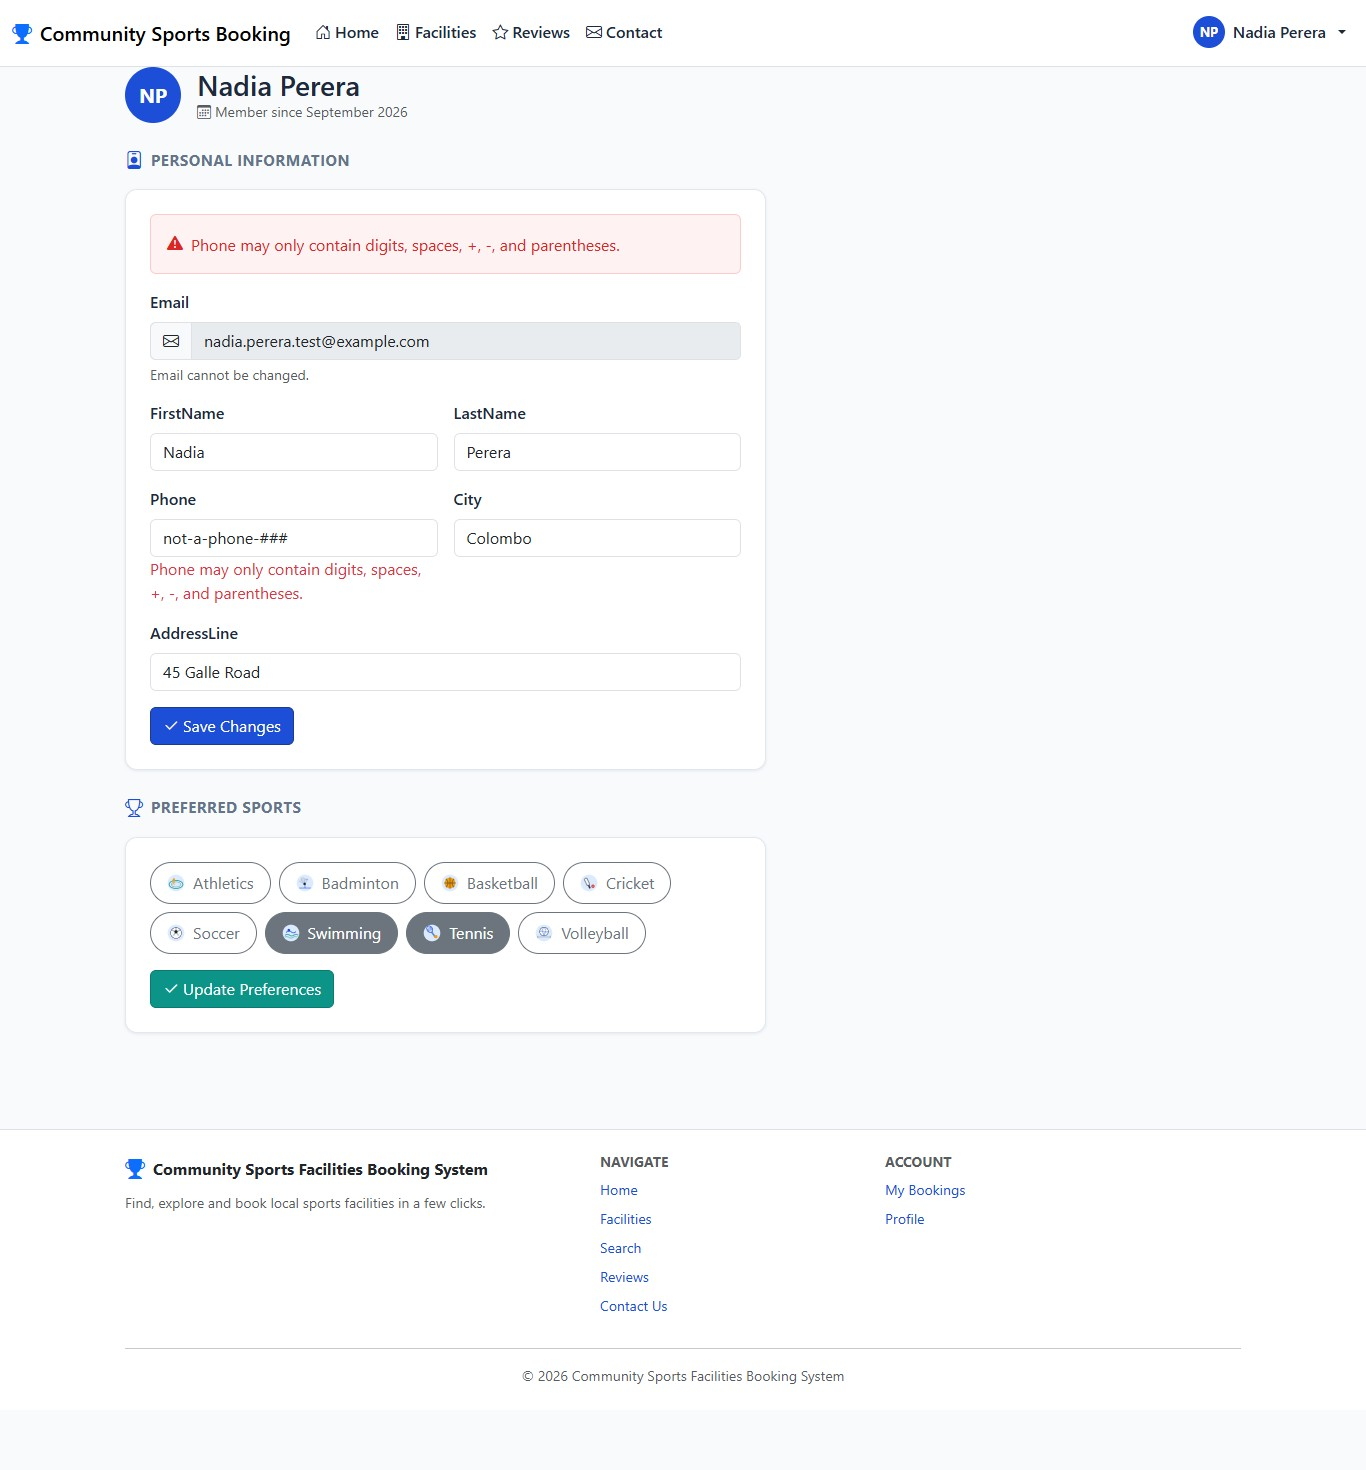 Community Sports Booking
Home
Facilities
Reviews
Contact
NP
Nadia Perera
NP
Nadia Perera
Member since September 2026
PERSONAL INFORMATION
Phone may only contain digits, spaces, +, -, and parentheses.
Email
nadia.perera.test@example.com
Email cannot be changed.
FirstName
LastName
Nadia
Perera
Phone
City
not-a-phone-###
Colombo
Phone may only contain digits, spaces,
+, -, and parentheses.
AddressLine
45 Galle Road
Save Changes
PREFERRED SPORTS
Athletics
Badminton
Basketball
Cricket
Soccer
Swimming
Tennis
Volleyball
Update Preferences
Community Sports Facilities Booking System
Find, explore and book local sports facilities in a few clicks.
NAVIGATE
Home
Facilities
Search
Reviews
Contact Us
ACCOUNT
My Bookings
Profile
© 2026 Community Sports Facilities Booking System